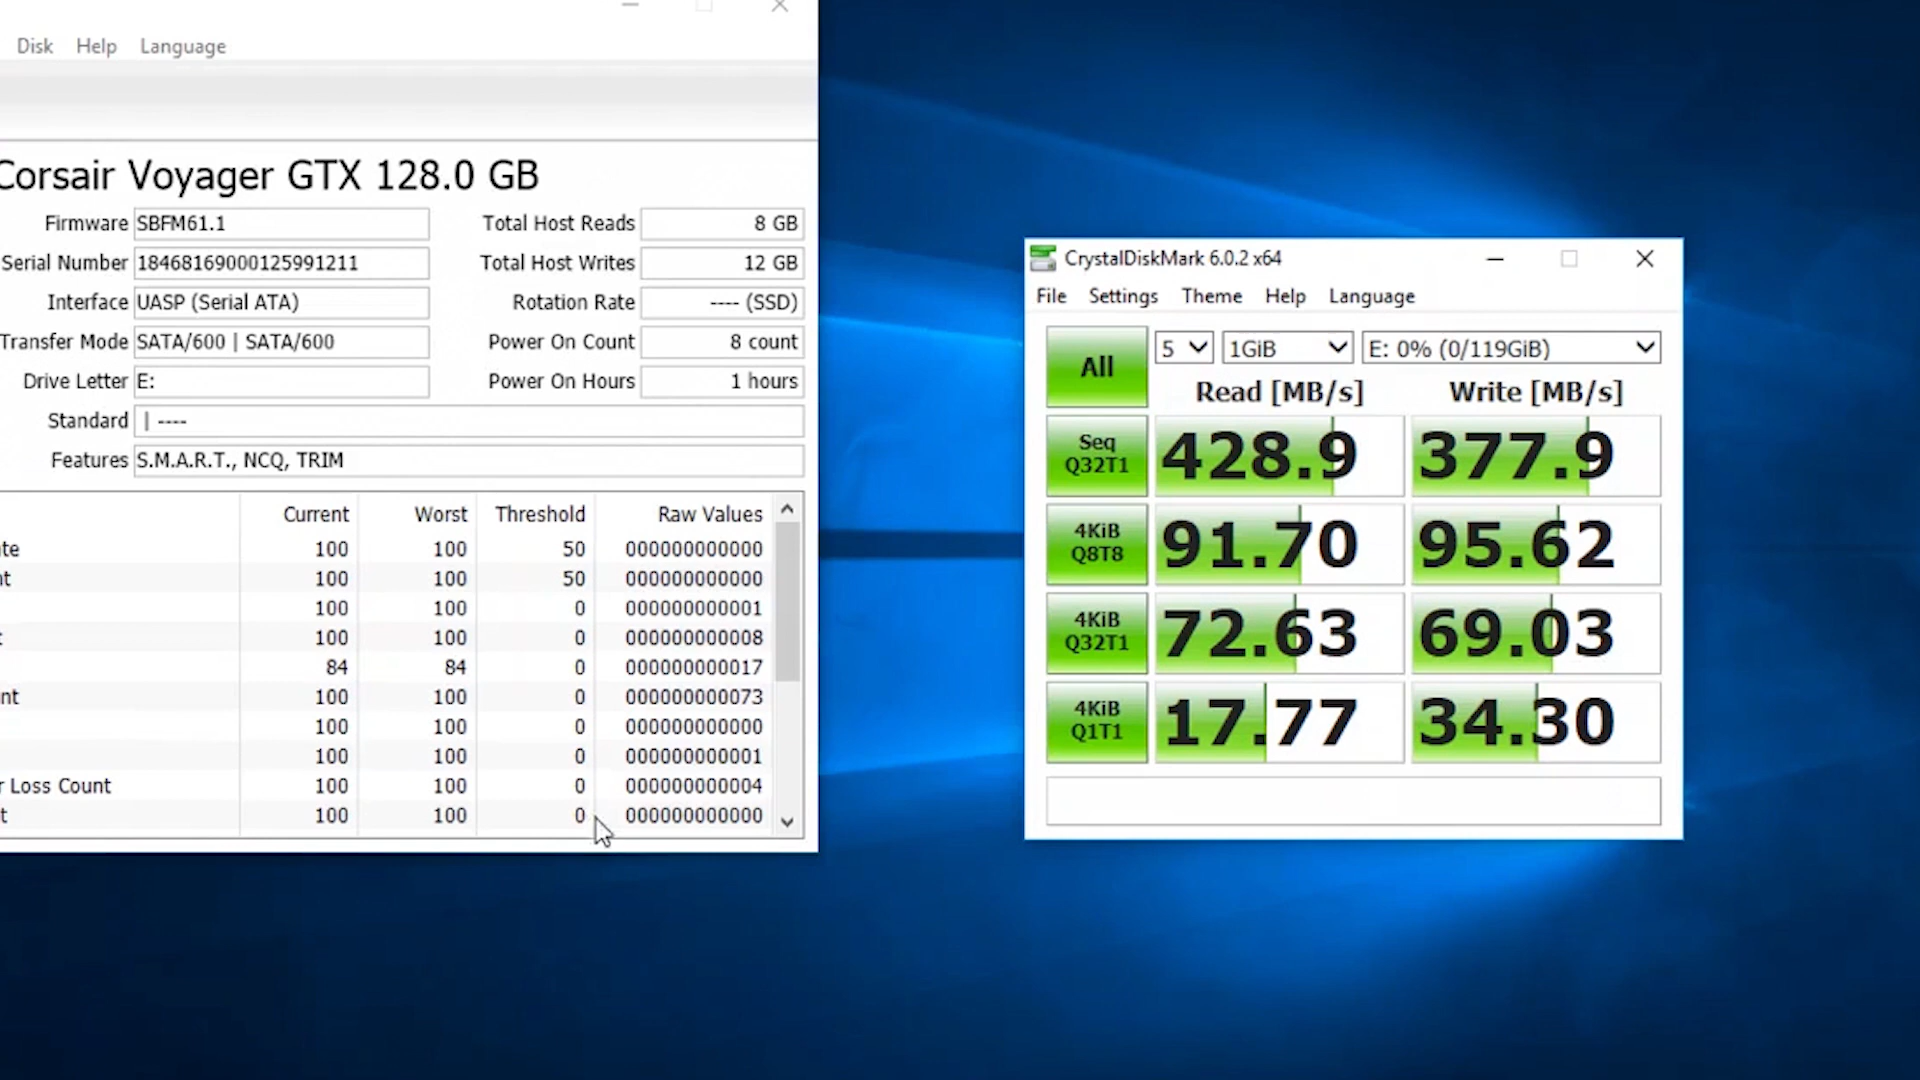 Disk Help Language
Corsair Voyager GTX 128.0 GB
Firmware SBFM61.1 Total Host Reads 8 GB
Serial Number 18468169000125991211 Total Host Writes 12 GB
Interface UASP (Serial ATA) Rotation Rate ---- (SSD)
Transfer Mode SATA/600 | SATA/600 Power On Count 8 count
Drive Letter E: Power On Hours 1 hours
Standard | ----
Features S.M.A.R.T., NCQ, TRIM
Current Worst Threshold Raw Values
te 100 100 50 000000000000
nt 100 100 50 000000000000
100 100 0 000000000001
t 100 100 0 000000000008
84 84 0 000000000017
nt 100 100 0 000000000073
100 100 0 000000000000
100 100 0 000000000001
r Loss Count 100 100 0 000000000004
t 100 100 0 000000000000
CrystalDiskMark 6.0.2 x64
File Settings Theme Help Language
All 5 1GiB E: 0% (0/119GiB)
Read [MB/s] Write [MB/s]
Seq
Q32T1 428.9 377.9
4KiB
Q8T8 91.70 95.62
4KiB
Q32T1 72.63 69.03
4KiB
Q1T1 17.77 34.30